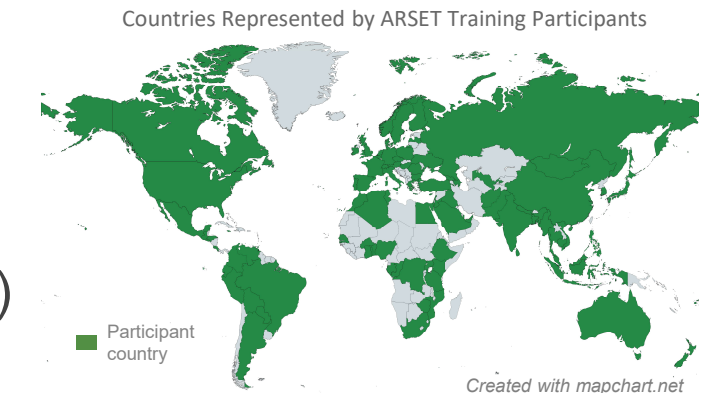 Countries Represented by ARSET Training Participants
)
Participant
country
Created with mapchart.net